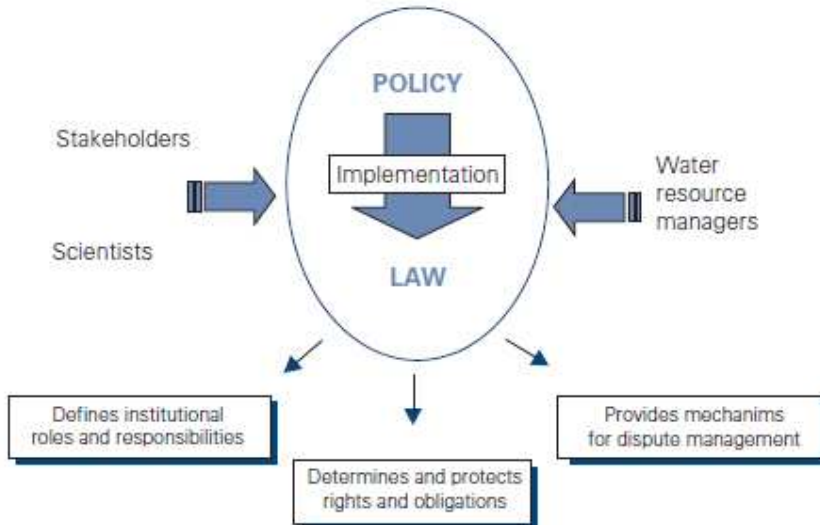 POLICY
Stakeholders
Implementation
Water
resource
managers
Scientists
LAW
Defines institutional
roles and responsibilities
Provides mechanims
for dispute management
Determines and protects
rights and obligations